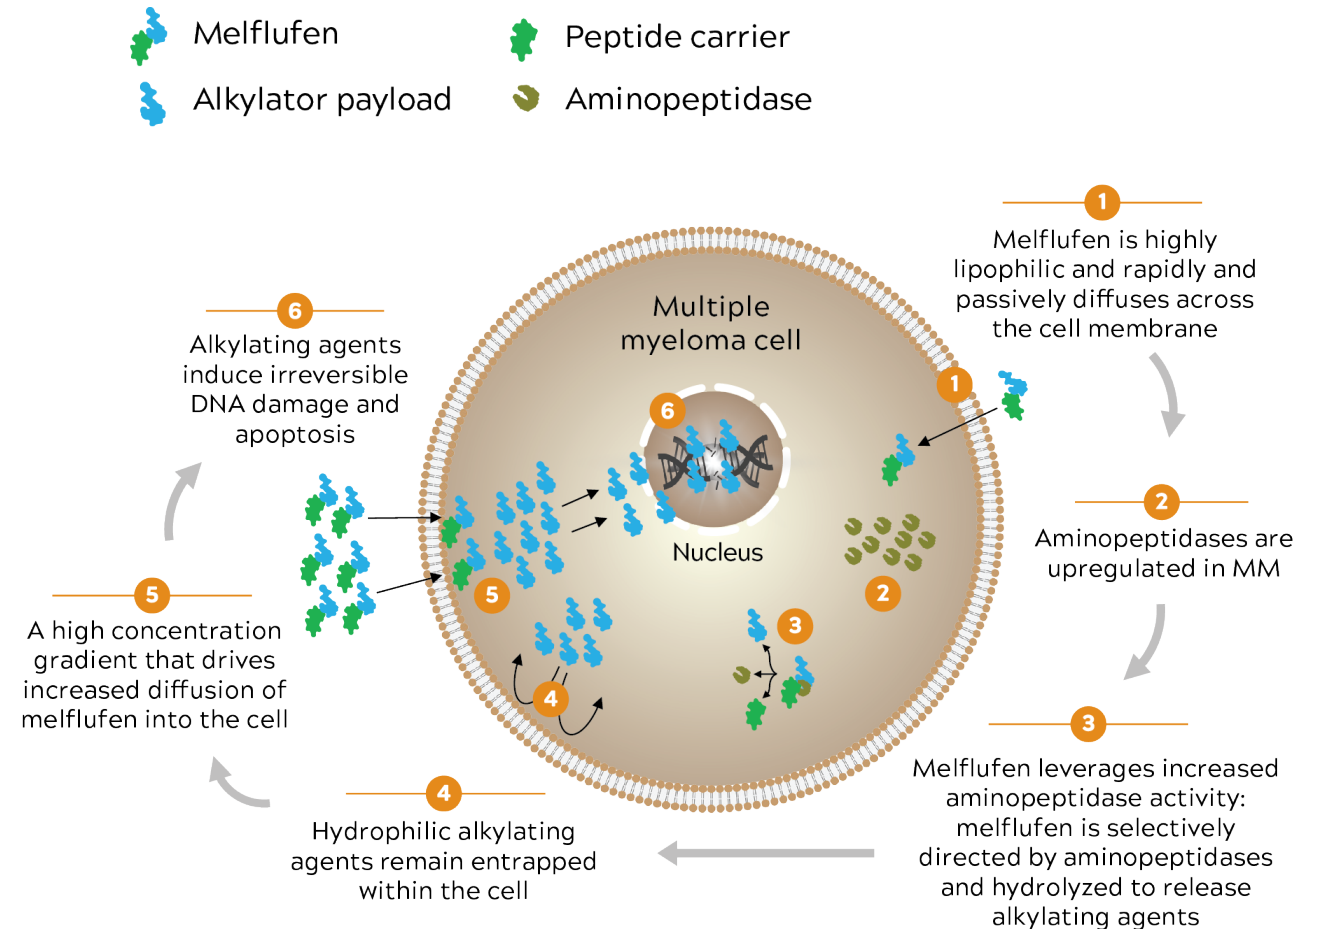 Melflufen
Peptide carrier
Alkylator payload
Aminopeptidase
1
Melflufen is highly
lipophilic and rapidly and
passively diffuses across
the cell membrane
2
Aminopeptidases are
upregulated in MM
3
Melflufen leverages increased
aminopeptidase activity:
melflufen is selectively
directed by aminopeptidases
and hydrolyzed to release
alkylating agents
4
Hydrophilic alkylating
agents remain entrapped
within the cell
5
A high concentration
gradient that drives
increased diffusion of
melflufen into the cell
6
Alkylating agents
induce irreversible
DNA damage and
apoptosis
Multiple
myeloma cell
1
6
Nucleus
5
2
3
4